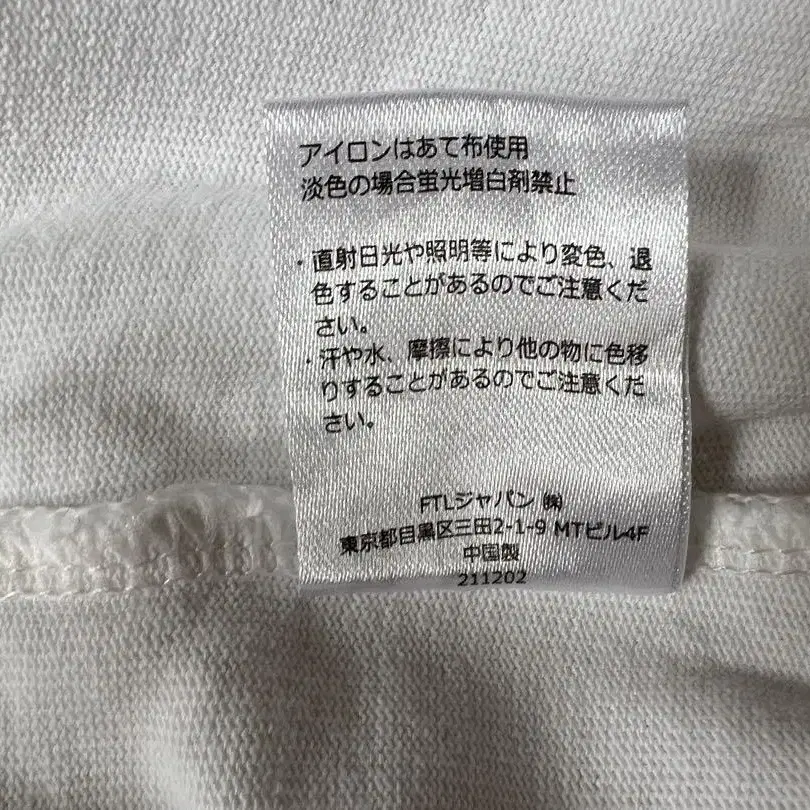 アイロンはあて布使用
淡色の場合蛍光増白剤禁止
・直射日光や照明等により変色、退
色することがあるのでご注意くだ
さい。
・汗や水、摩擦により他の物に色移
りすることがあるのでご注意くだ
さい。
FTLジャパン ㈱
東京都目黒区三田2-1-9 MTビル4F
中国製
211202